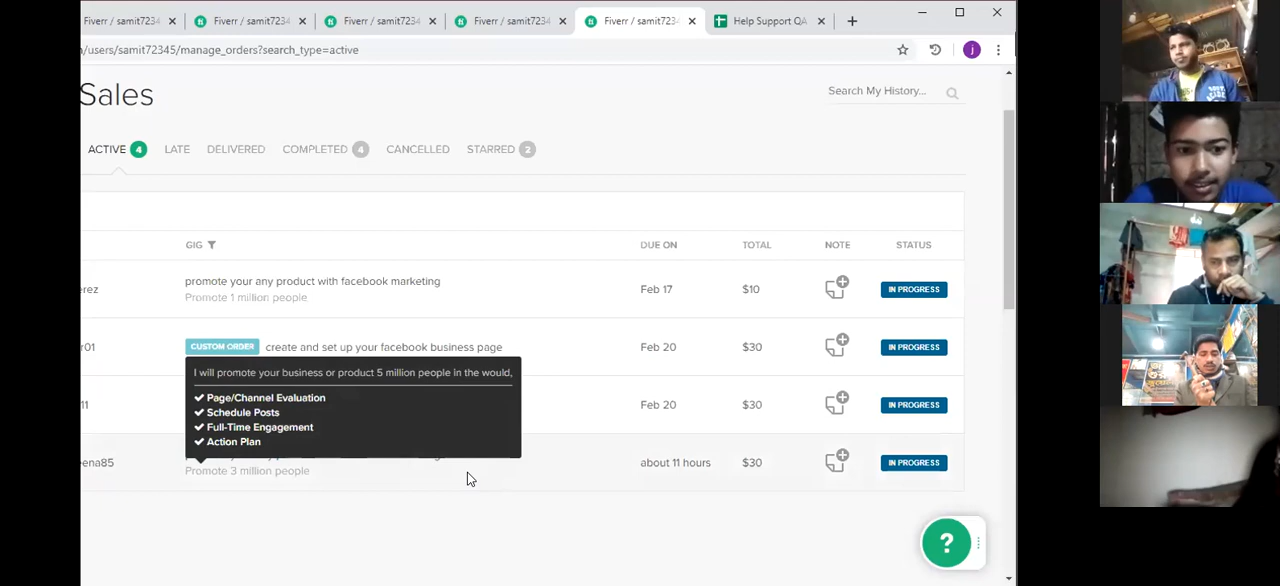 Fiverr / samit7234
Fiverr / samit7234
Fiverr / samit7234
Fiverr / samit7234
Fiverr / samit7234
Help Support QA
/users/samit72345/manage_orders?search_type=active
j
Sales
Search My History...
ACTIVE 4
LATE
DELIVERED
COMPLETED 4
CANCELLED
STARRED 2
GIG
DUE ON
TOTAL
NOTE
STATUS
erez
promote your any product with facebook marketing
Promote 1 million people
Feb 17
$10
IN PROGRESS
r01
CUSTOM ORDER create and set up your facebook business page
Feb 20
$30
IN PROGRESS
I will promote your business or product 5 million people in the would,
✔ Page/Channel Evaluation
✔ Schedule Posts
✔ Full-Time Engagement
✔ Action Plan
11
Feb 20
$30
IN PROGRESS
ena85
Promote 3 million people
about 11 hours
$30
IN PROGRESS
?